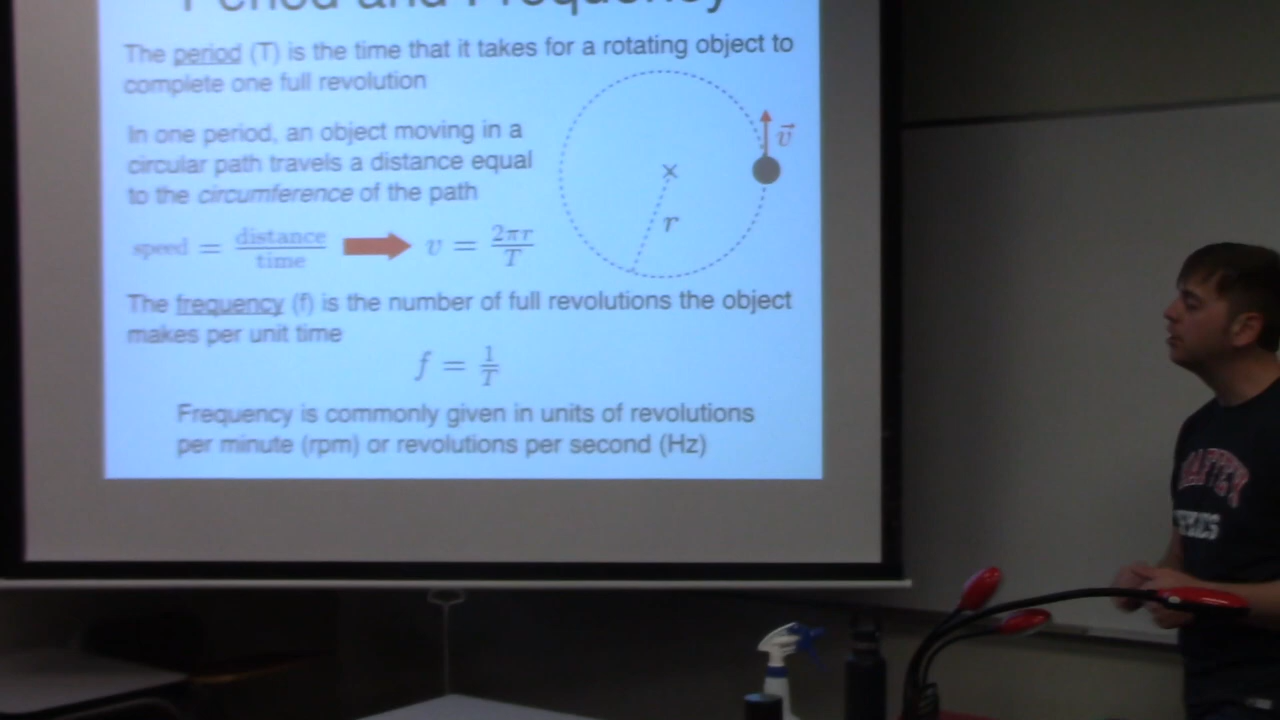 Period and Frequency
The period (T) is the time that it takes for a rotating object to
complete one full revolution
In one period, an object moving in a
circular path travels a distance equal
to the circumference of the path
speed = distance/time v = 2πr/T
v⃗
r
The frequency (f) is the number of full revolutions the object
makes per unit time
f = 1/T
Frequency is commonly given in units of revolutions
per minute (rpm) or revolutions per second (Hz)